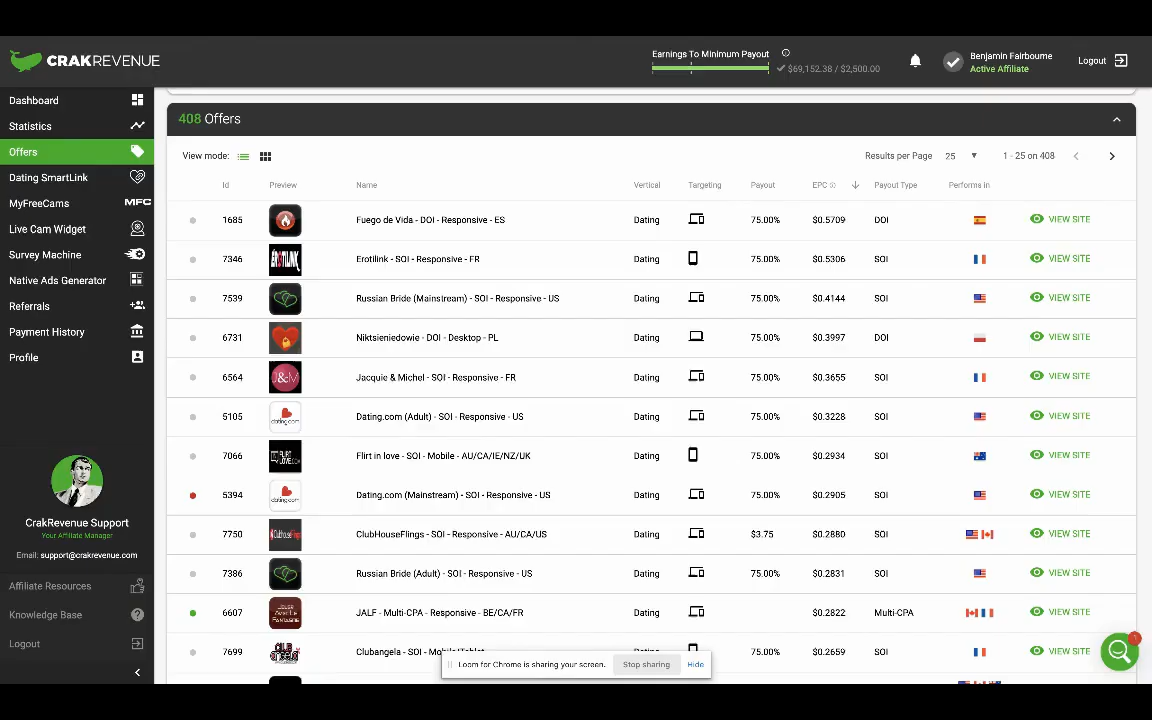 CRAKREVENUE
Earnings To Minimum Payout
$69,152.38 / $2,500.00
Benjamin Fairbourne
Active Affiliate
Logout
Dashboard
Statistics
Offers
Dating SmartLink
MyFreeCams MFC
Live Cam Widget
Survey Machine
Native Ads Generator
Referrals
Payment History
Profile
CrakRevenue Support
Your Affiliate Manager
Email: support@crakrevenue.com
Affiliate Resources
Knowledge Base
Logout
408 Offers
View mode: Results per Page 25 1 - 25 on 408
Id Preview Name Vertical Targeting Payout EPC Payout Type Performs in
1685 Fuego de Vida - DOI - Responsive - ES Dating 75.00% $0.5709 DOI VIEW SITE
7346 Erotilink - SOI - Responsive - FR Dating 75.00% $0.5306 SOI VIEW SITE
7539 Russian Bride (Mainstream) - SOI - Responsive - US Dating 75.00% $0.4144 SOI VIEW SITE
6731 Niktsieniedowie - DOI - Desktop - PL Dating 75.00% $0.3997 DOI VIEW SITE
6564 J&M Jacquie & Michel - SOI - Responsive - FR Dating 75.00% $0.3655 SOI VIEW SITE
5105 dating.com Dating.com (Adult) - SOI - Responsive - US Dating 75.00% $0.3228 SOI VIEW SITE
7066 Flirt in love - SOI - Mobile - AU/CA/IE/NZ/UK Dating 75.00% $0.2934 SOI VIEW SITE
5394 dating.com Dating.com (Mainstream) - SOI - Responsive - US Dating 75.00% $0.2905 SOI VIEW SITE
7750 ClubHouseFlings - SOI - Responsive - AU/CA/US Dating $3.75 $0.2880 SOI VIEW SITE
7386 Russian Bride (Adult) - SOI - Responsive - US Dating 75.00% $0.2831 SOI VIEW SITE
6607 JALF - Multi-CPA - Responsive - BE/CA/FR Dating 75.00% $0.2822 Multi-CPA VIEW SITE
7699 Clubangela - SOI - Mobile/Tablet Dating 75.00% $0.2659 SOI VIEW SITE
Loom for Chrome is sharing your screen. Stop sharing Hide
1